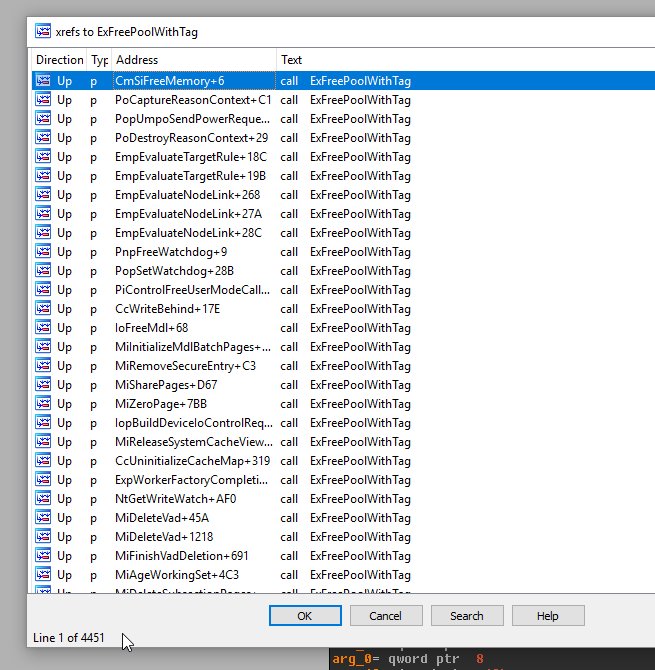 xrefs to ExFreePoolWithTag
Direction Typ Address Text
Up p CmSiFreeMemory+6 call ExFreePoolWithTag
Up p PoCaptureReasonContext+C1 call ExFreePoolWithTag
Up p PopUmpoSendPowerReque... call ExFreePoolWithTag
Up p PoDestroyReasonContext+29 call ExFreePoolWithTag
Up p EmpEvaluateTargetRule+18C call ExFreePoolWithTag
Up p EmpEvaluateTargetRule+19B call ExFreePoolWithTag
Up p EmpEvaluateNodeLink+268 call ExFreePoolWithTag
Up p EmpEvaluateNodeLink+27A call ExFreePoolWithTag
Up p EmpEvaluateNodeLink+28C call ExFreePoolWithTag
Up p PnpFreeWatchdog+9 call ExFreePoolWithTag
Up p PopSetWatchdog+28B call ExFreePoolWithTag
Up p PiControlFreeUserModeCall... call ExFreePoolWithTag
Up p CcWriteBehind+17E call ExFreePoolWithTag
Up p IoFreeMdl+68 call ExFreePoolWithTag
Up p MiInitializeMdlBatchPages+... call ExFreePoolWithTag
Up p MiRemoveSecureEntry+C3 call ExFreePoolWithTag
Up p MiSharePages+D67 call ExFreePoolWithTag
Up p MiZeroPage+7BB call ExFreePoolWithTag
Up p IopBuildDeviceIoControlReq... call ExFreePoolWithTag
Up p MiReleaseSystemCacheView... call ExFreePoolWithTag
Up p CcUninitializeCacheMap+319 call ExFreePoolWithTag
Up p ExpWorkerFactoryCompleti... call ExFreePoolWithTag
Up p NtGetWriteWatch+AF0 call ExFreePoolWithTag
Up p MiDeleteVad+45A call ExFreePoolWithTag
Up p MiDeleteVad+1218 call ExFreePoolWithTag
Up p MiFinishVadDeletion+691 call ExFreePoolWithTag
Up p MiAgeWorkingSet+4C3 call ExFreePoolWithTag
OK Cancel Search Help
Line 1 of 4451
arg_0= qword ptr 8